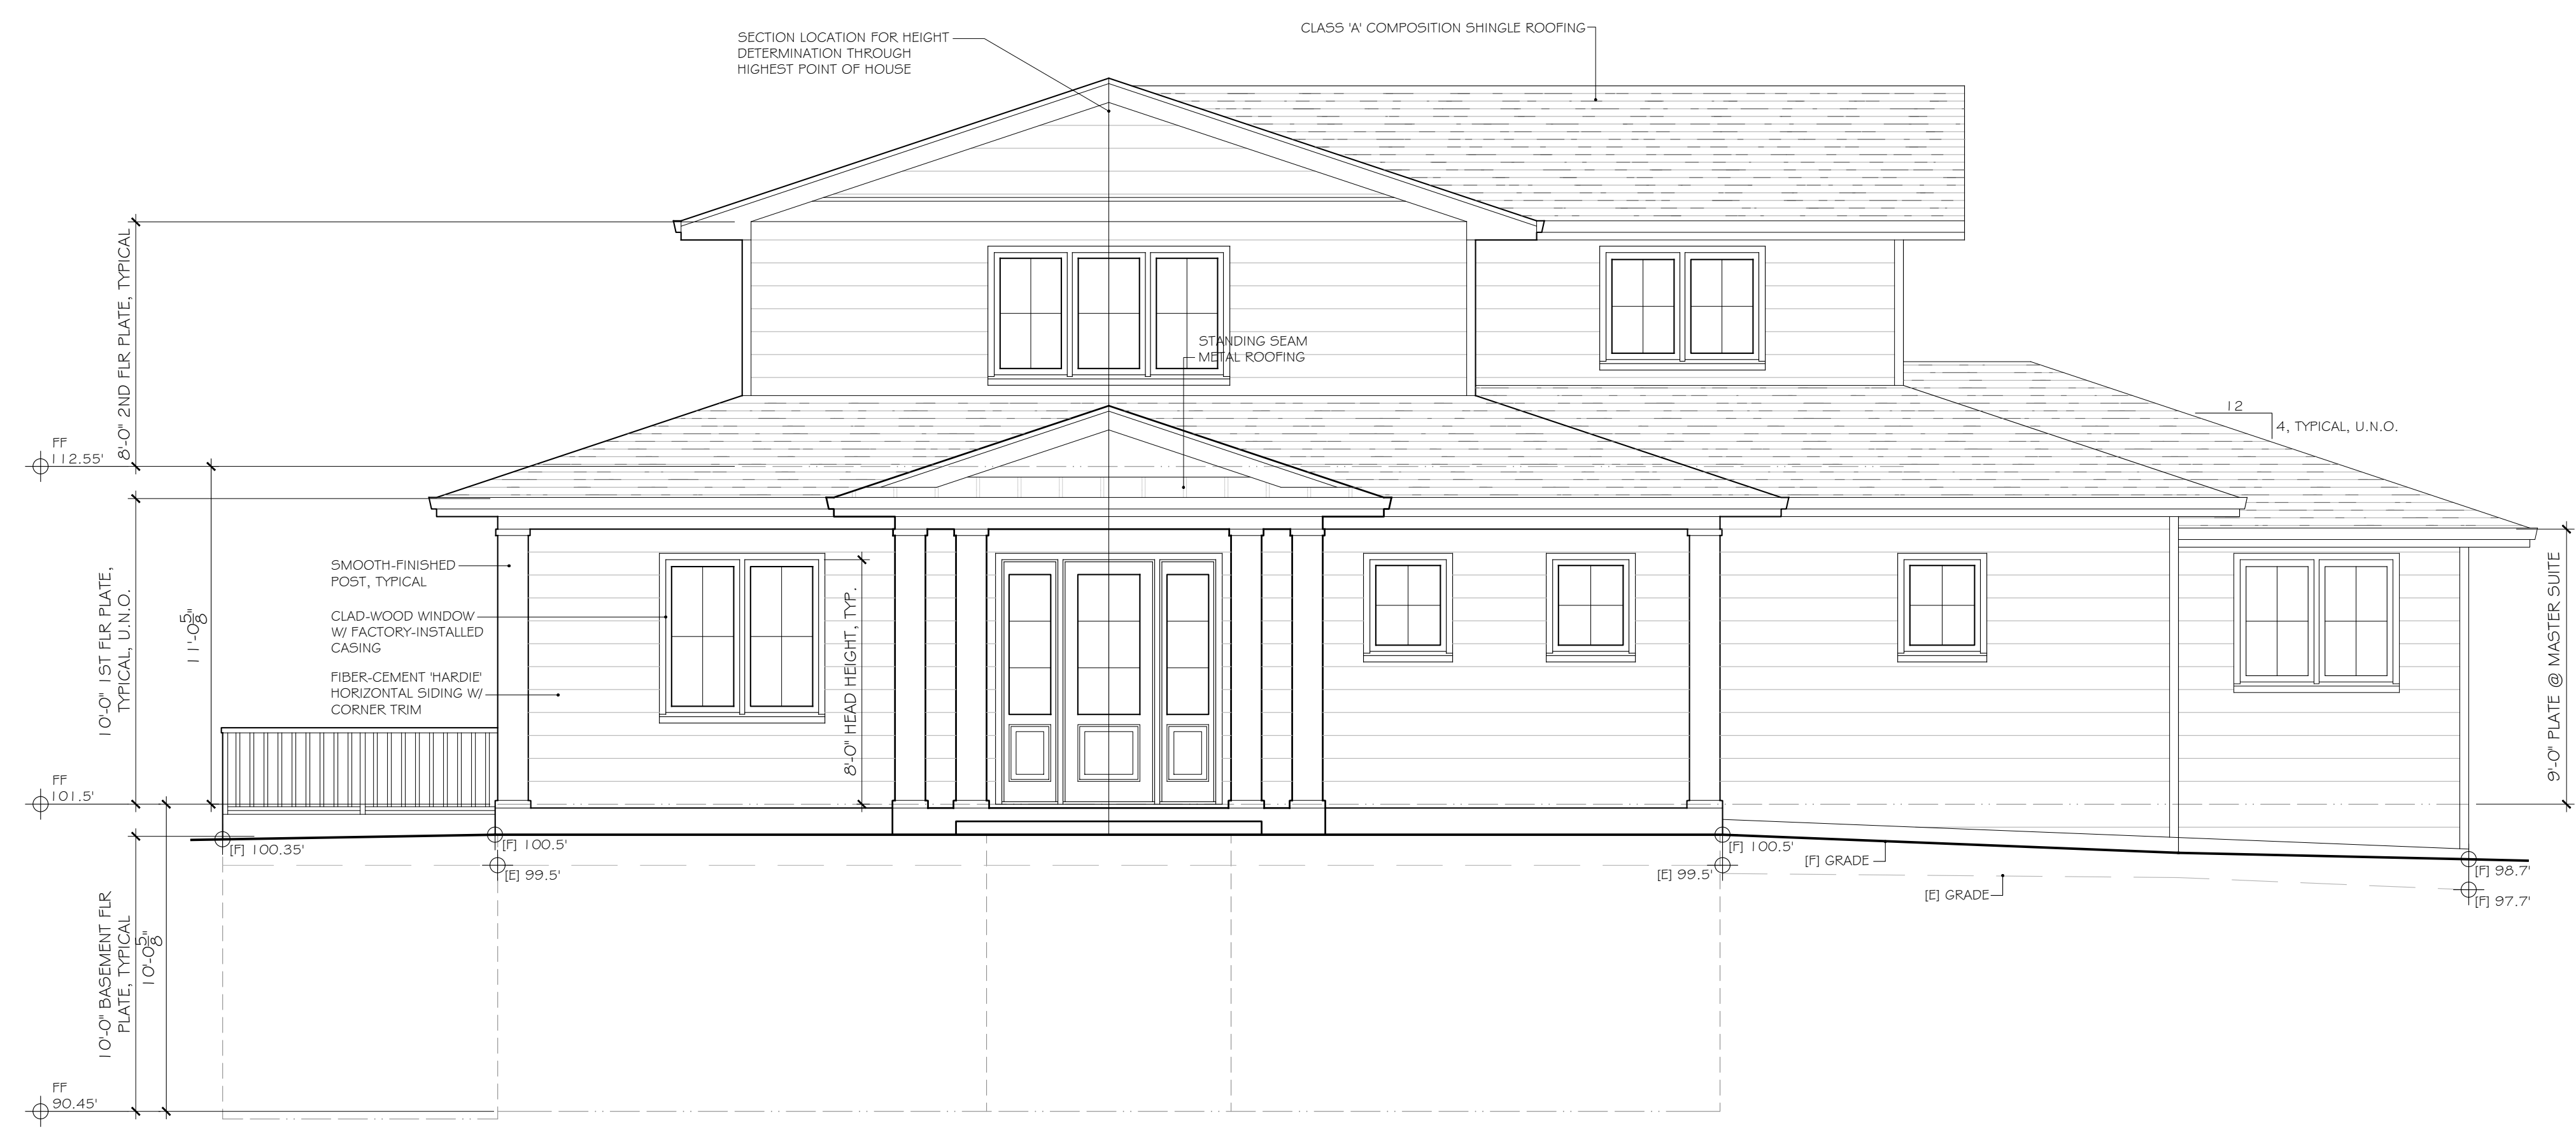 SECTION LOCATION FOR HEIGHT
DETERMINATION THROUGH
HIGHEST POINT OF HOUSE
CLASS 'A' COMPOSITION SHINGLE ROOFING
8'-0" 2ND FLR PLATE, TYPICAL
STANDING SEAM
METAL ROOFING
12
4, TYPICAL, U.N.O.
FF
112.55'
10'-0" 1ST FLR PLATE,
TYPICAL, U.N.O.
11'-0 5/8"
SMOOTH-FINISHED
POST, TYPICAL
CLAD-WOOD WINDOW
W/ FACTORY-INSTALLED
CASING
FIBER-CEMENT 'HARDIE'
HORIZONTAL SIDING W/
CORNER TRIM
8'-0" HEAD HEIGHT, TYP.
9'-0" PLATE @ MASTER SUITE
FF
101.5'
[F] 100.35'
[F] 100.5'
[E] 99.5'
[F] 100.5'
[E] 99.5'
[F] GRADE
[E] GRADE
[F] 98.7'
[F] 97.7'
10'-0" BASEMENT FLR
PLATE, TYPICAL
10'-0 5/8"
FF
90.45'